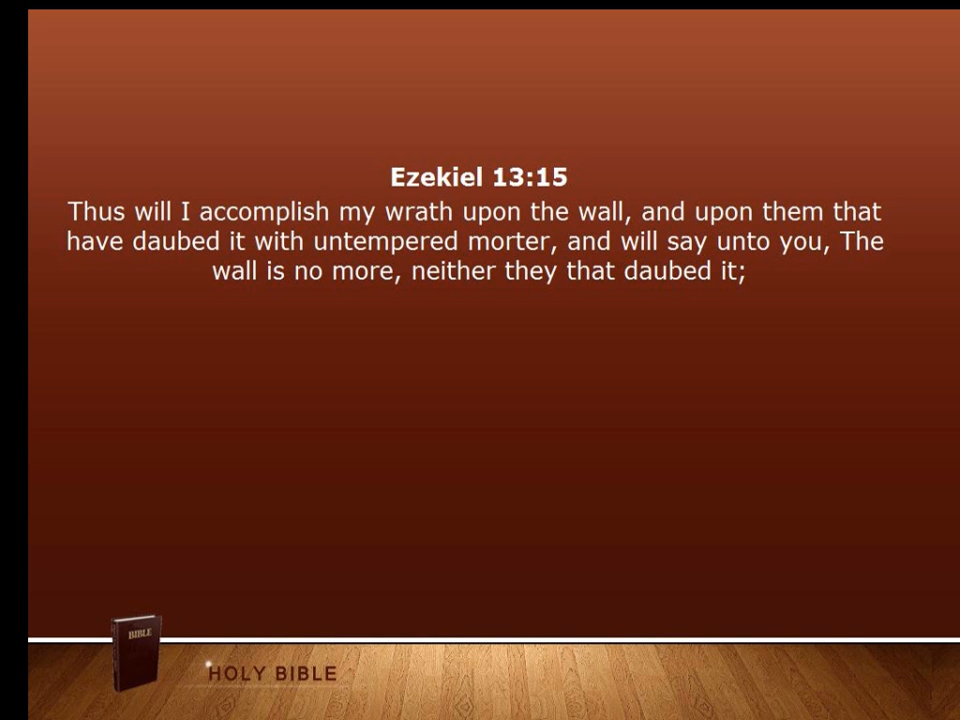 Ezekiel 13:15
Thus will I accomplish my wrath upon the wall, and upon them that
have daubed it with untempered morter, and will say unto you, The
wall is no more, neither they that daubed it;
BIBLE
HOLY BIBLE